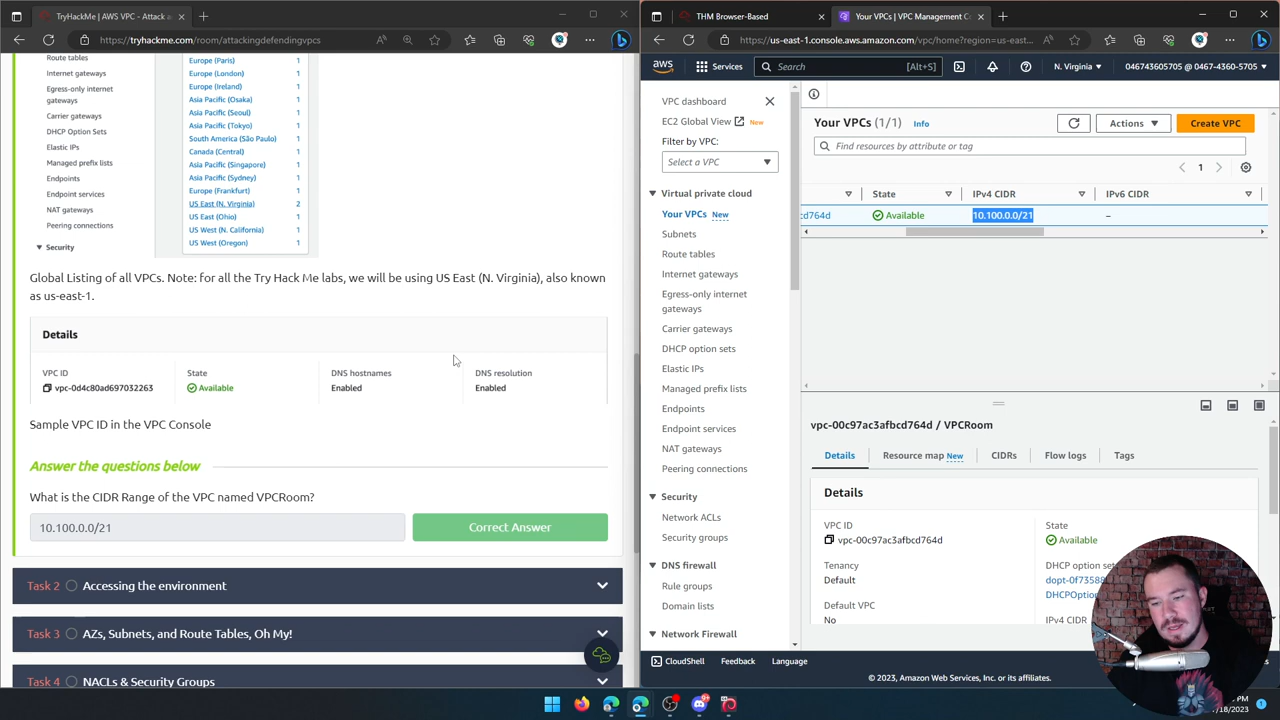 TryHackMe | AWS VPC - Attack a
https://tryhackme.com/room/attackingdefendingvpcs
Route tables
Internet gateways
Egress-only internet
gateways
Carrier gateways
DHCP Option Sets
Elastic IPs
Managed prefix lists
Endpoints
Endpoint services
NAT gateways
Peering connections
Security
Europe (Paris) 1
Europe (London) 1
Europe (Ireland) 1
Asia Pacific (Osaka) 1
Asia Pacific (Seoul) 1
Asia Pacific (Tokyo) 1
South America (São Paulo) 1
Canada (Central) 1
Asia Pacific (Singapore) 1
Asia Pacific (Sydney) 1
Europe (Frankfurt) 1
US East (N. Virginia) 2
US East (Ohio) 1
US West (N. California) 1
US West (Oregon) 1
Global Listing of all VPCs. Note: for all the Try Hack Me labs, we will be using US East (N. Virginia), also known
as us-east-1.
Details
VPC ID
vpc-0d4c80ad697032263
State
Available
DNS hostnames
Enabled
DNS resolution
Enabled
Sample VPC ID in the VPC Console
Answer the questions below
What is the CIDR Range of the VPC named VPCRoom?
10.100.0.0/21
Correct Answer
Task 2 Accessing the environment
Task 3 AZs, Subnets, and Route Tables, Oh My!
Task 4 NACLs & Security Groups
THM Browser-Based
Your VPCs | VPC Management Co
https://us-east-1.console.aws.amazon.com/vpc/home?region=us-east...
aws Services Search [Alt+S] N. Virginia 046743605705 @ 0467-4360-5705
VPC dashboard
EC2 Global View New
Filter by VPC:
Select a VPC
Virtual private cloud
Your VPCs New
Subnets
Route tables
Internet gateways
Egress-only internet
gateways
Carrier gateways
DHCP option sets
Elastic IPs
Managed prefix lists
Endpoints
Endpoint services
NAT gateways
Peering connections
Security
Network ACLs
Security groups
DNS firewall
Rule groups
Domain lists
Network Firewall
Your VPCs (1/1) Info Actions Create VPC
Find resources by attribute or tag
1
State IPv4 CIDR IPv6 CIDR
cd764d Available 10.100.0.0/21 –
vpc-00c97ac3afbcd764d / VPCRoom
Details Resource map New CIDRs Flow logs Tags
Details
VPC ID
vpc-00c97ac3afbcd764d
State
Available
Tenancy
Default
DHCP option set
dopt-0f73588
DHCPOption
Default VPC
No
IPv4 CIDR
CloudShell Feedback Language
© 2023, Amazon Web Services, Inc. or its affiliates.